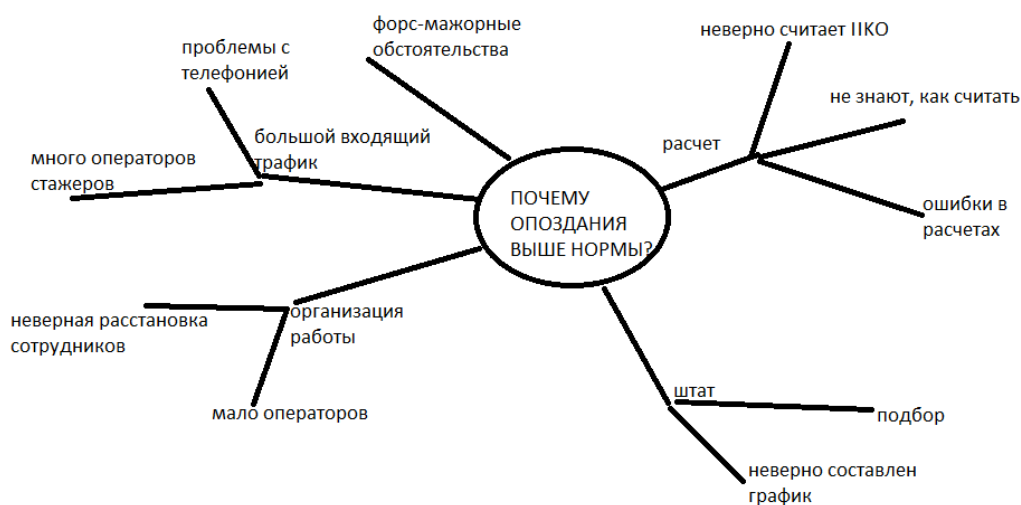 форс-мажорные
обстоятельства
проблемы с
телефонией
большой входящий
трафик
много операторов
стажеров
неверно считает IIKO
не знают, как считать
расчет
ошибки в
расчетах
ПОЧЕМУ
ОПОЗДАНИЯ
ВЫШЕ НОРМЫ?
организация
работы
неверная расстановка
сотрудников
мало операторов
штат
подбор
неверно составлен
график